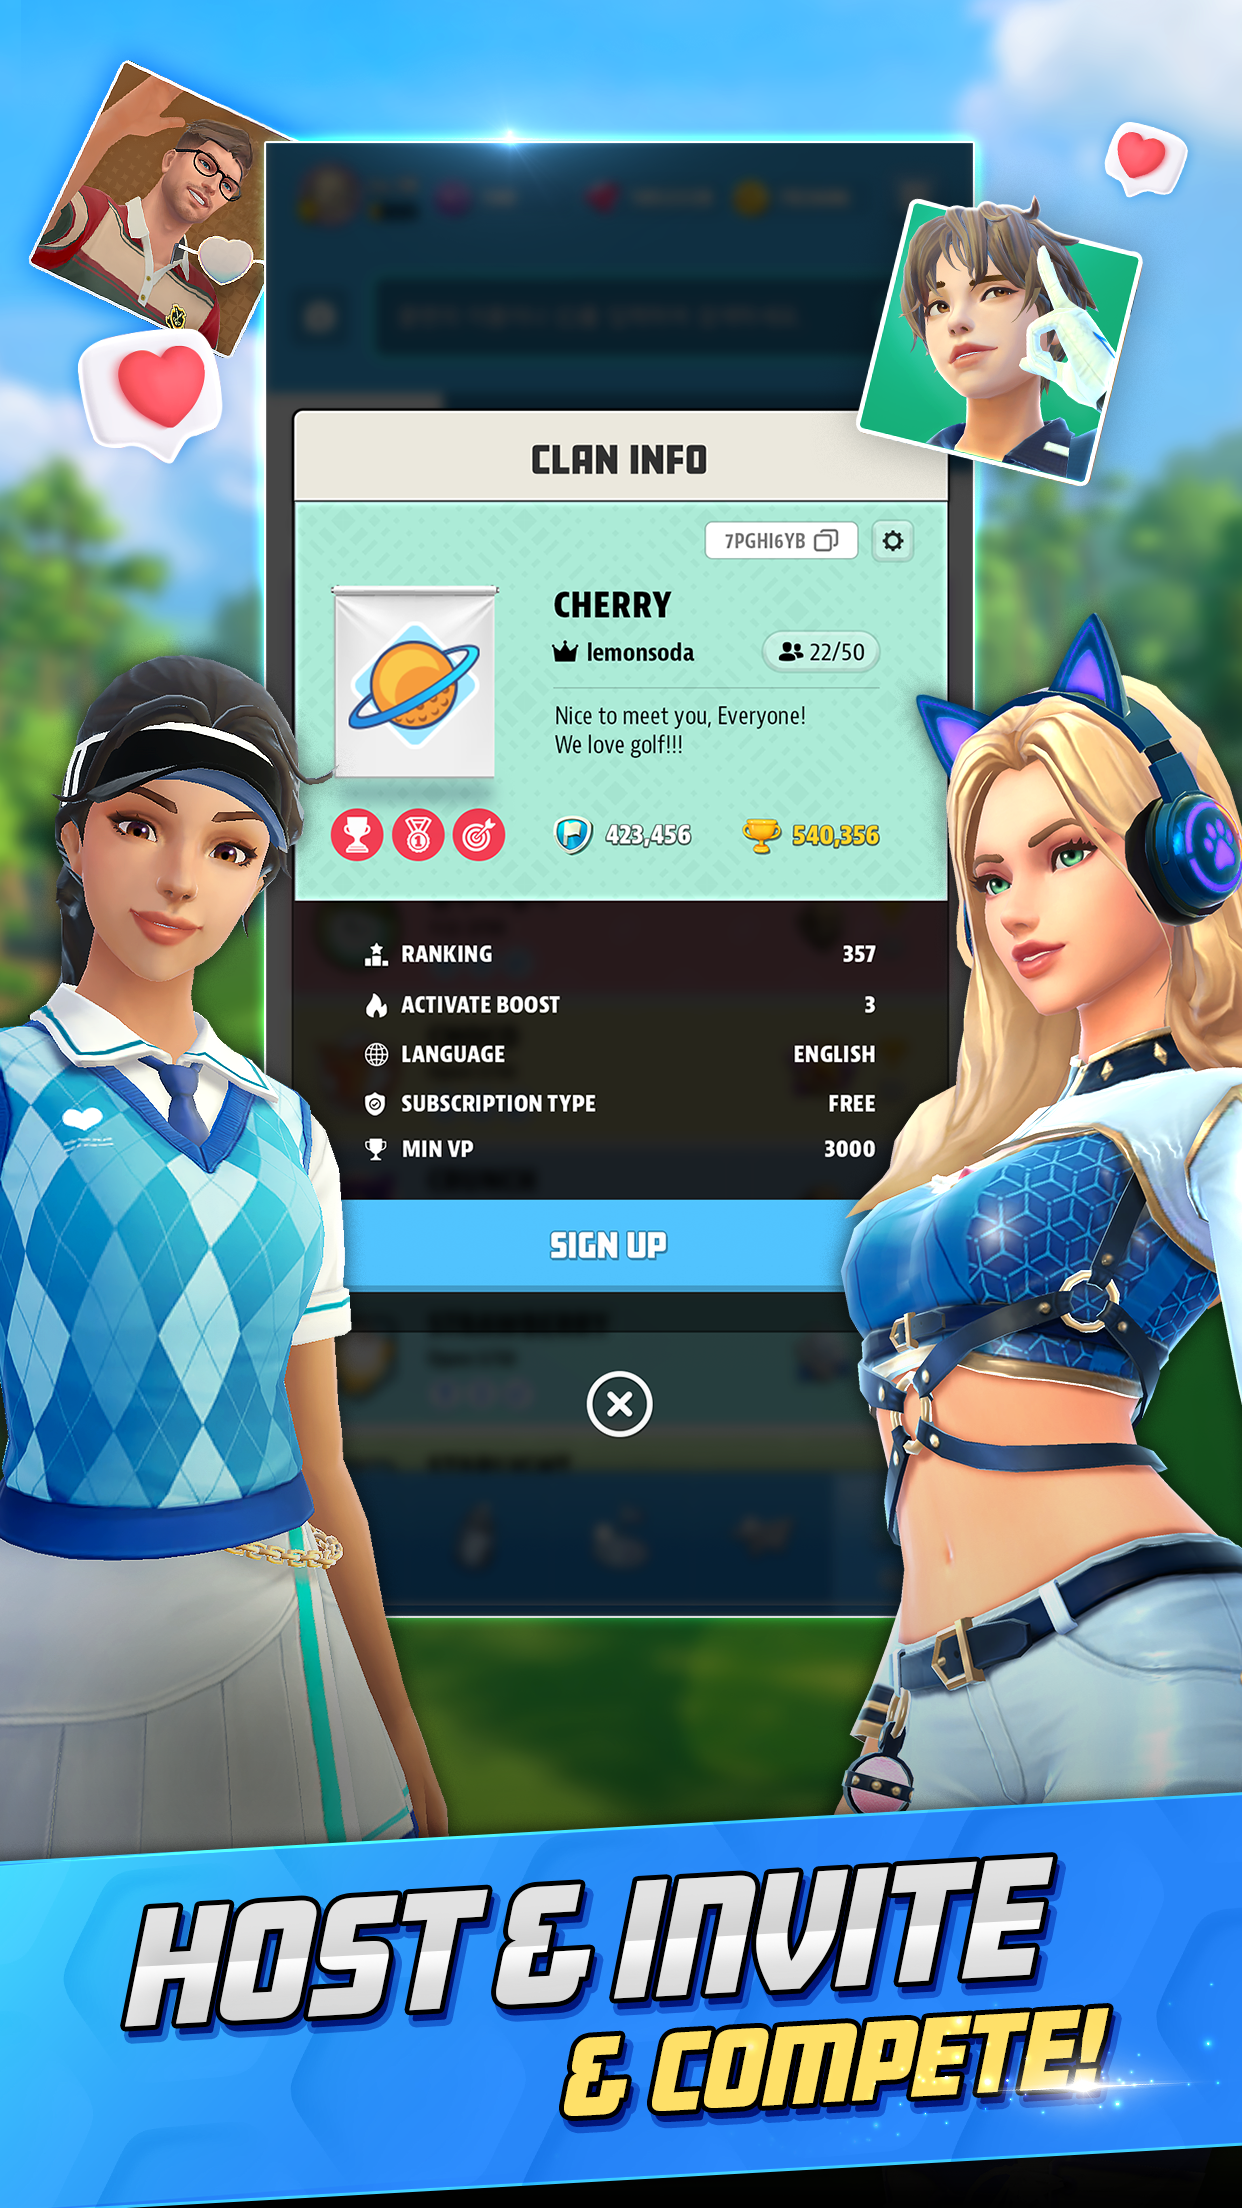 CLAN INFO
7PGHI6YB
CHERRY
lemonsoda
22/50
Nice to meet you, Everyone!
We love golf!!!
1
423,456
540,356
RANKING 357
ACTIVATE BOOST 3
LANGUAGE ENGLISH
SUBSCRIPTION TYPE FREE
MIN VP 3000
SIGN UP
HOST & INVITE
& COMPETE!